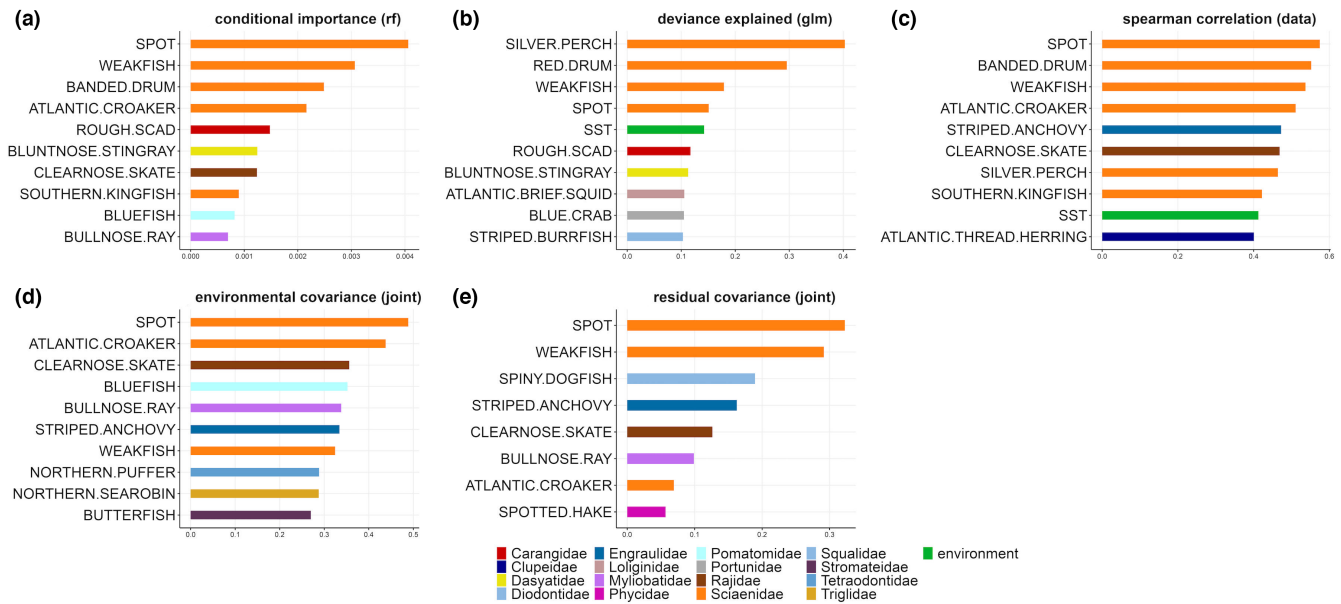 (a)
conditional importance (rf)
SPOT
WEAKFISH
BANDED.DRUM
ATLANTIC.CROAKER
ROUGH.SCAD
BLUNTNOSE.STINGRAY
CLEARNOSE.SKATE
SOUTHERN.KINGFISH
BLUEFISH
BULLNOSE.RAY
0.000 0.001 0.002 0.003 0.004
(b)
deviance explained (glm)
SILVER.PERCH
RED.DRUM
WEAKFISH
SPOT
SST
ROUGH.SCAD
BLUNTNOSE.STINGRAY
ATLANTIC.BRIEF.SQUID
BLUE.CRAB
STRIPED.BURRFISH
0.0 0.1 0.2 0.3 0.4
(c)
spearman correlation (data)
SPOT
BANDED.DRUM
WEAKFISH
ATLANTIC.CROAKER
STRIPED.ANCHOVY
CLEARNOSE.SKATE
SILVER.PERCH
SOUTHERN.KINGFISH
SST
ATLANTIC.THREAD.HERRING
0.0 0.2 0.4 0.6
(d)
environmental covariance (joint)
SPOT
ATLANTIC.CROAKER
CLEARNOSE.SKATE
BLUEFISH
BULLNOSE.RAY
STRIPED.ANCHOVY
WEAKFISH
NORTHERN.PUFFER
NORTHERN.SEAROBIN
BUTTERFISH
0.0 0.1 0.2 0.3 0.4 0.5
(e)
residual covariance (joint)
SPOT
WEAKFISH
SPINY.DOGFISH
STRIPED.ANCHOVY
CLEARNOSE.SKATE
BULLNOSE.RAY
ATLANTIC.CROAKER
SPOTTED.HAKE
0.0 0.1 0.2 0.3
Carangidae Engraulidae Pomatomidae Squalidae environment
Clupeidae Loliginidae Portunidae Stromateidae
Dasyatidae Myliobatidae Rajidae Tetraodontidae
Diodontidae Phycidae Sciaenidae Triglidae